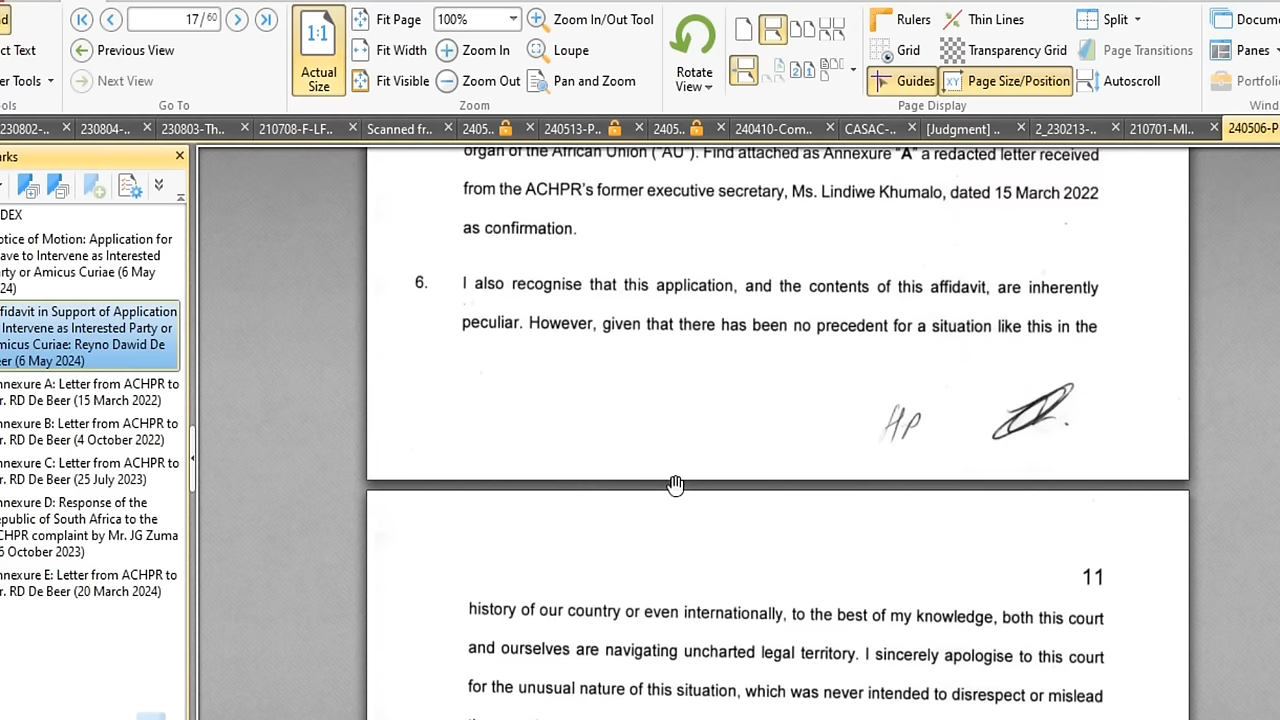 17 / 60
100%
Fit Page
Zoom In/Out Tool
Rulers
Thin Lines
Split
Docum
ct Text
Previous View
1:1
Fit Width
Zoom In
Loupe
Rotate
View
Grid
Transparency Grid
Page Transitions
Panes
er Tools
Next View
Actual
Size
Fit Visible
Zoom Out
Pan and Zoom
Guides
Page Size/Position
Autoscroll
Portfolio
ols
Go To
Zoom
Page Display
Wind
230802-..
230804-..
230803-Th..
210708-F-LF..
Scanned fr..
2405..
240513-P..
2405..
240410-Com..
CASAC-..
[Judgment] ..
2_230213-..
210701-MI..
240506-P
rks
DEX
otice of Motion: Application for
ave to Intervene as Interested
rty or Amicus Curiae (6 May
24)
fidavit in Support of Application
Intervene as Interested Party or
micus Curiae: Reyno Dawid De
er (6 May 2024)
nnexure A: Letter from ACHPR to
r. RD De Beer (15 March 2022)
nnexure B: Letter from ACHPR to
r. RD De Beer (4 October 2022)
nnexure C: Letter from ACHPR to
r. RD De Beer (25 July 2023)
nnexure D: Response of the
epublic of South Africa to the
CHPR complaint by Mr. JG Zuma
6 October 2023)
nnexure E: Letter from ACHPR to
r. RD De Beer (20 March 2024)
organ of the African Union ("AU"). Find attached as Annexure "A" a redacted letter received
from the ACHPR's former executive secretary, Ms. Lindiwe Khumalo, dated 15 March 2022
as confirmation.
6. I also recognise that this application, and the contents of this affidavit, are inherently
peculiar. However, given that there has been no precedent for a situation like this in the
HP
11
history of our country or even internationally, to the best of my knowledge, both this court
and ourselves are navigating uncharted legal territory. I sincerely apologise to this court
for the unusual nature of this situation, which was never intended to disrespect or mislead